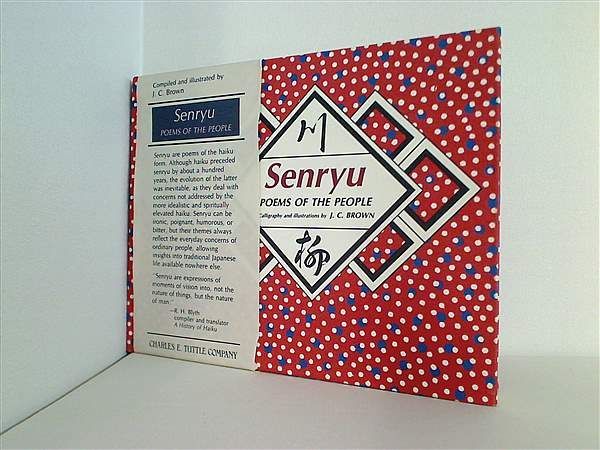 Compiled and illustrated by
J. C. Brown
Senryu
POEMS OF THE PEOPLE
Senryu are poems of the haiku
form. Although haiku preceded
senryu by about a hundred
years, the evolution of the latter
was inevitable, as they deal with
concerns not addressed by the
more idealistic and spiritually
elevated haiku. Senryu can be
ironic, poignant, humorous, or
bitter, but their themes always
reflect the everyday concerns of
ordinary people, allowing
insights into traditional Japanese
life available nowhere else.
"Senryu are expressions of
moments of vision into, not the
nature of things, but the nature
of man."
—R. H. Blyth
compiler and translator
A History of Haiku
CHARLES E. TUTTLE COMPANY
川
Senryu
POEMS OF THE PEOPLE
Calligraphy and illustrations by J. C. BROWN
柳